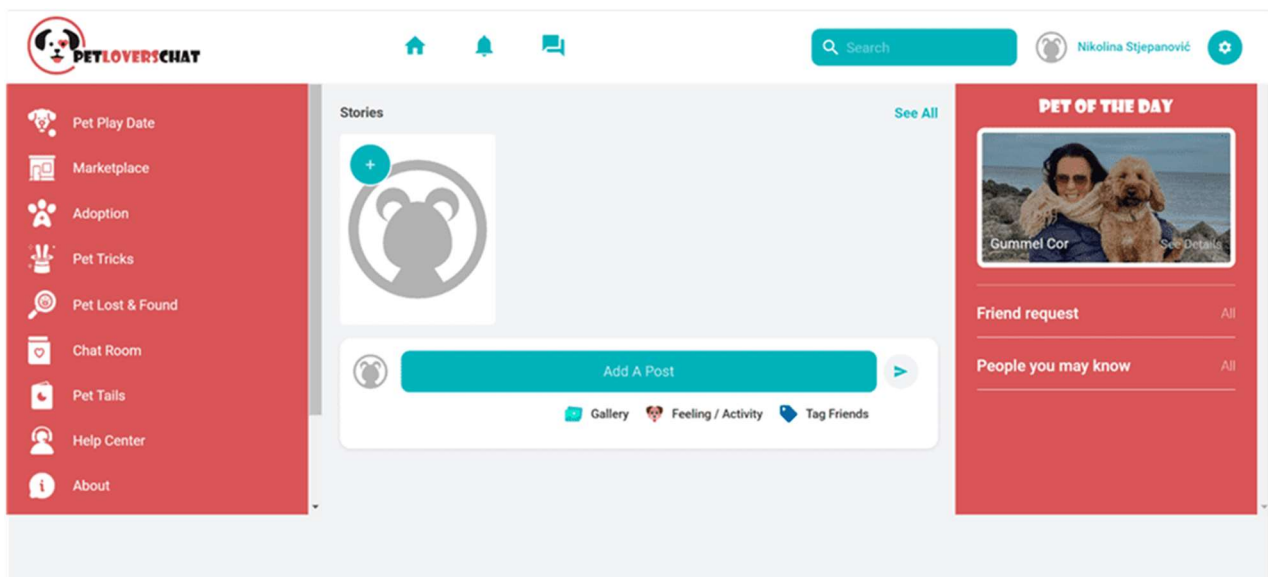 PETLOVERSCHAT
Search
Nikolina Stjepanović
Pet Play Date
Marketplace
Adoption
Pet Tricks
Pet Lost & Found
Chat Room
Pet Tails
Help Center
About
Stories
See All
Add A Post
Gallery
Feeling / Activity
Tag Friends
PET OF THE DAY
Gummel Cor
See Details
Friend request
All
People you may know
All